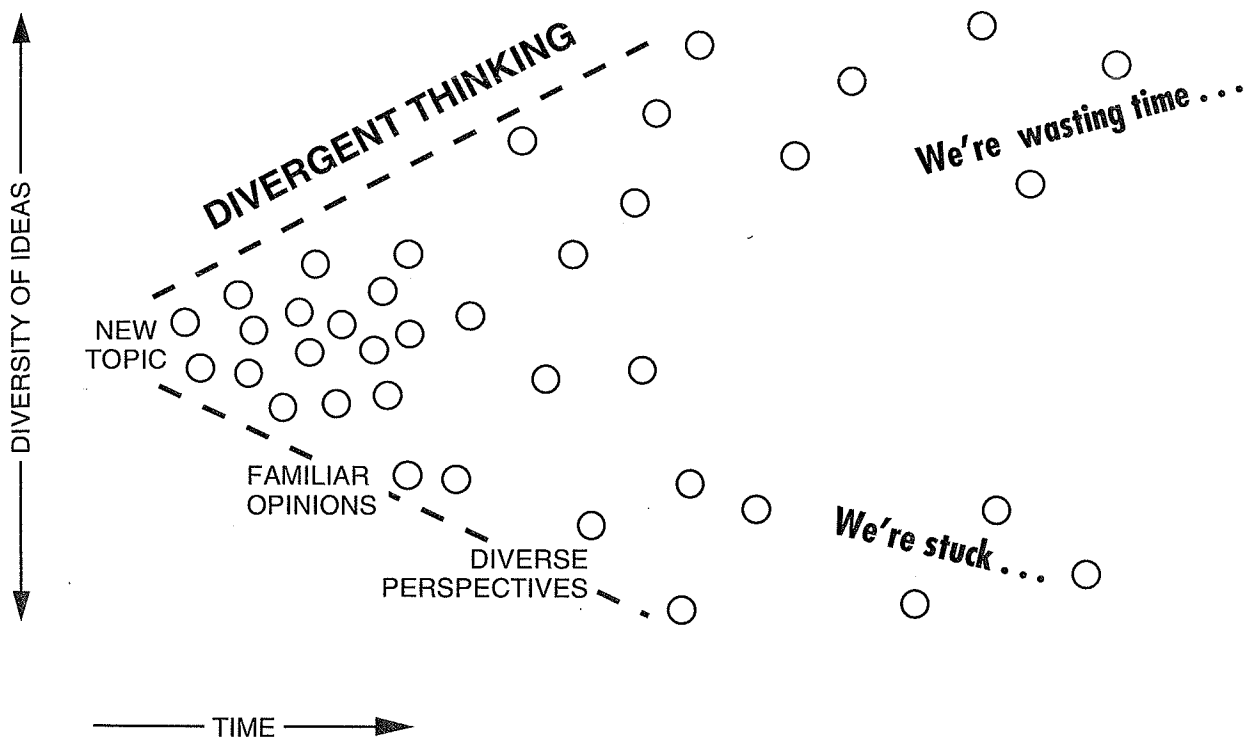 DIVERSITY OF IDEAS
DIVERGENT THINKING
We're wasting time . . .
NEW
TOPIC
FAMILIAR
OPINIONS
DIVERSE
PERSPECTIVES
We're stuck . . .
TIME